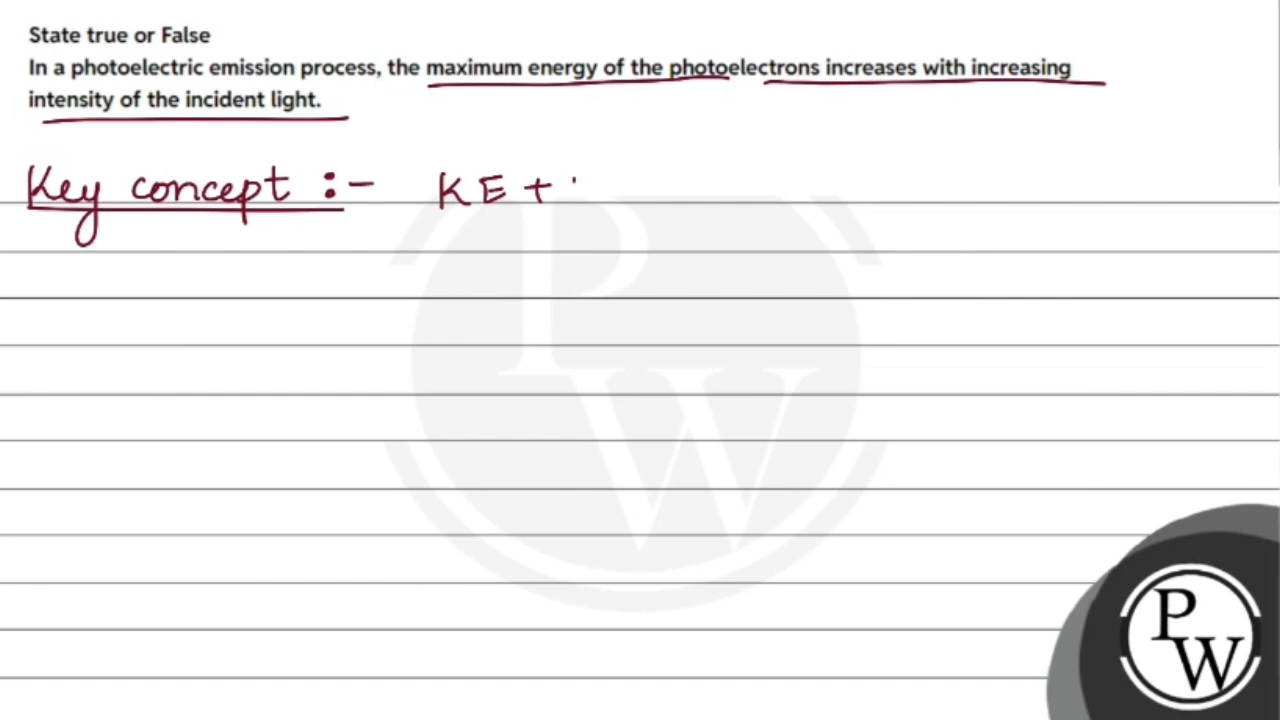 State true or False
In a photoelectric emission process, the maximum energy of the photoelectrons increases with increasing
intensity of the incident light.
Key concept :- KE +
PW
PW